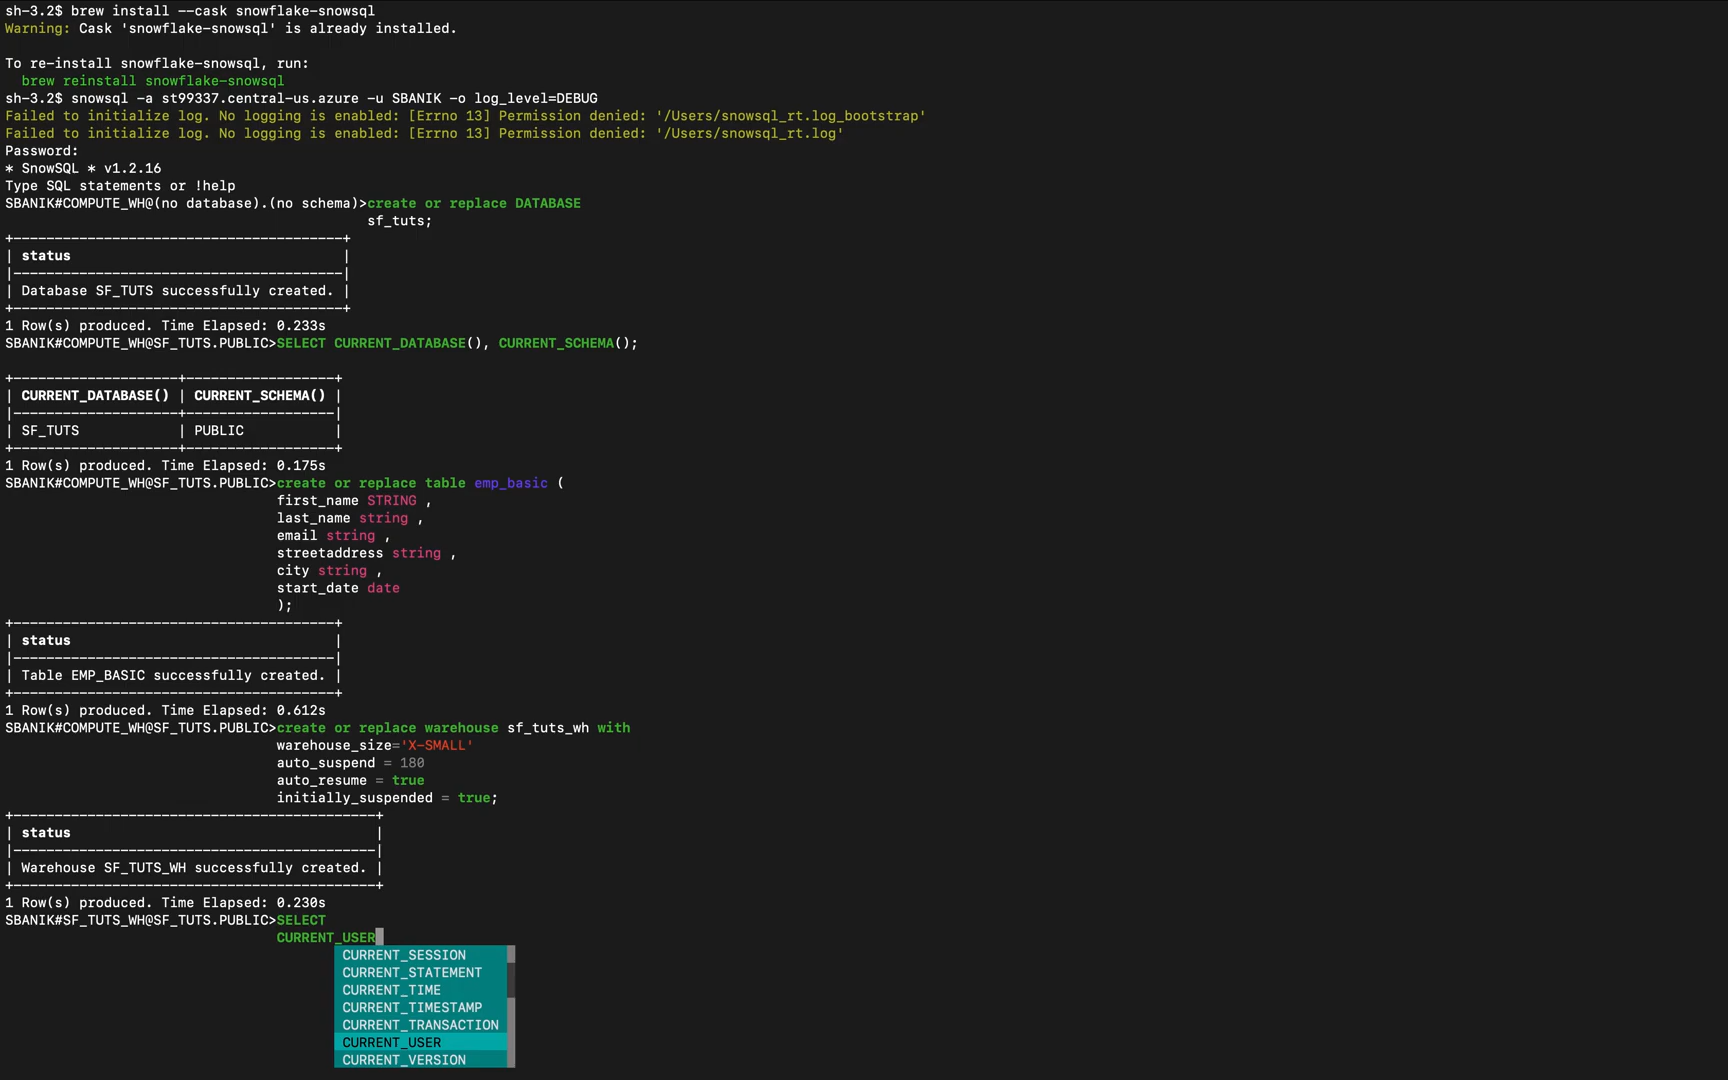 sh-3.2$ brew install --cask snowflake-snowsql
Warning: Cask 'snowflake-snowsql' is already installed.
To re-install snowflake-snowsql, run:
  brew reinstall snowflake-snowsql
sh-3.2$ snowsql -a st99337.central-us.azure -u SBANIK -o log_level=DEBUG
Failed to initialize log. No logging is enabled: [Errno 13] Permission denied: '/Users/snowsql_rt.log_bootstrap'
Failed to initialize log. No logging is enabled: [Errno 13] Permission denied: '/Users/snowsql_rt.log'
Password:
* SnowSQL * v1.2.16
Type SQL statements or !help
SBANIK#COMPUTE_WH@(no database).(no schema)>create or replace DATABASE
sf_tuts;
+----------------------------------------+
| status                                 |
|----------------------------------------|
| Database SF_TUTS successfully created. |
+----------------------------------------+
1 Row(s) produced. Time Elapsed: 0.233s
SBANIK#COMPUTE_WH@SF_TUTS.PUBLIC>SELECT CURRENT_DATABASE(), CURRENT_SCHEMA();
+--------------------+------------------+
| CURRENT_DATABASE() | CURRENT_SCHEMA() |
|--------------------+------------------|
| SF_TUTS            | PUBLIC           |
+--------------------+------------------+
1 Row(s) produced. Time Elapsed: 0.175s
SBANIK#COMPUTE_WH@SF_TUTS.PUBLIC>create or replace table emp_basic (
first_name STRING ,
last_name string ,
email string ,
streetaddress string ,
city string ,
start_date date
);
+---------------------------------------+
| status                                |
|---------------------------------------|
| Table EMP_BASIC successfully created. |
+---------------------------------------+
1 Row(s) produced. Time Elapsed: 0.612s
SBANIK#COMPUTE_WH@SF_TUTS.PUBLIC>create or replace warehouse sf_tuts_wh with
warehouse_size='X-SMALL'
auto_suspend = 180
auto_resume = true
initially_suspended = true;
+--------------------------------------------+
| status                                     |
|--------------------------------------------|
| Warehouse SF_TUTS_WH successfully created. |
+--------------------------------------------+
1 Row(s) produced. Time Elapsed: 0.230s
SBANIK#SF_TUTS_WH@SF_TUTS.PUBLIC>SELECT
CURRENT_USER
CURRENT_SESSION
CURRENT_STATEMENT
CURRENT_TIME
CURRENT_TIMESTAMP
CURRENT_TRANSACTION
CURRENT_USER
CURRENT_VERSION